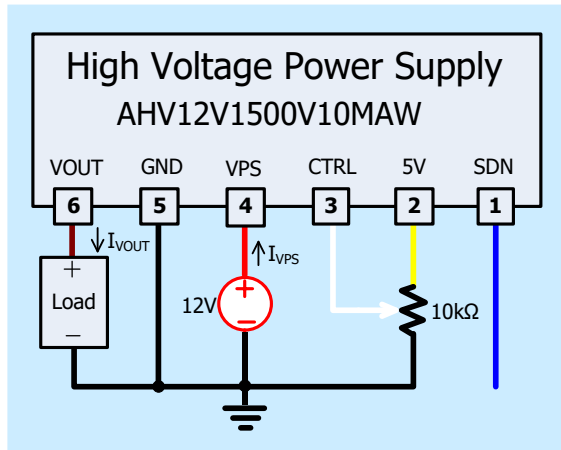 High Voltage Power Supply
AHV12V1500V10MAW
VOUT GND VPS CTRL 5V SDN
6 5 4 3 2 1
IVOUT IVPS
+ +
Load 12V 10kΩ
− −